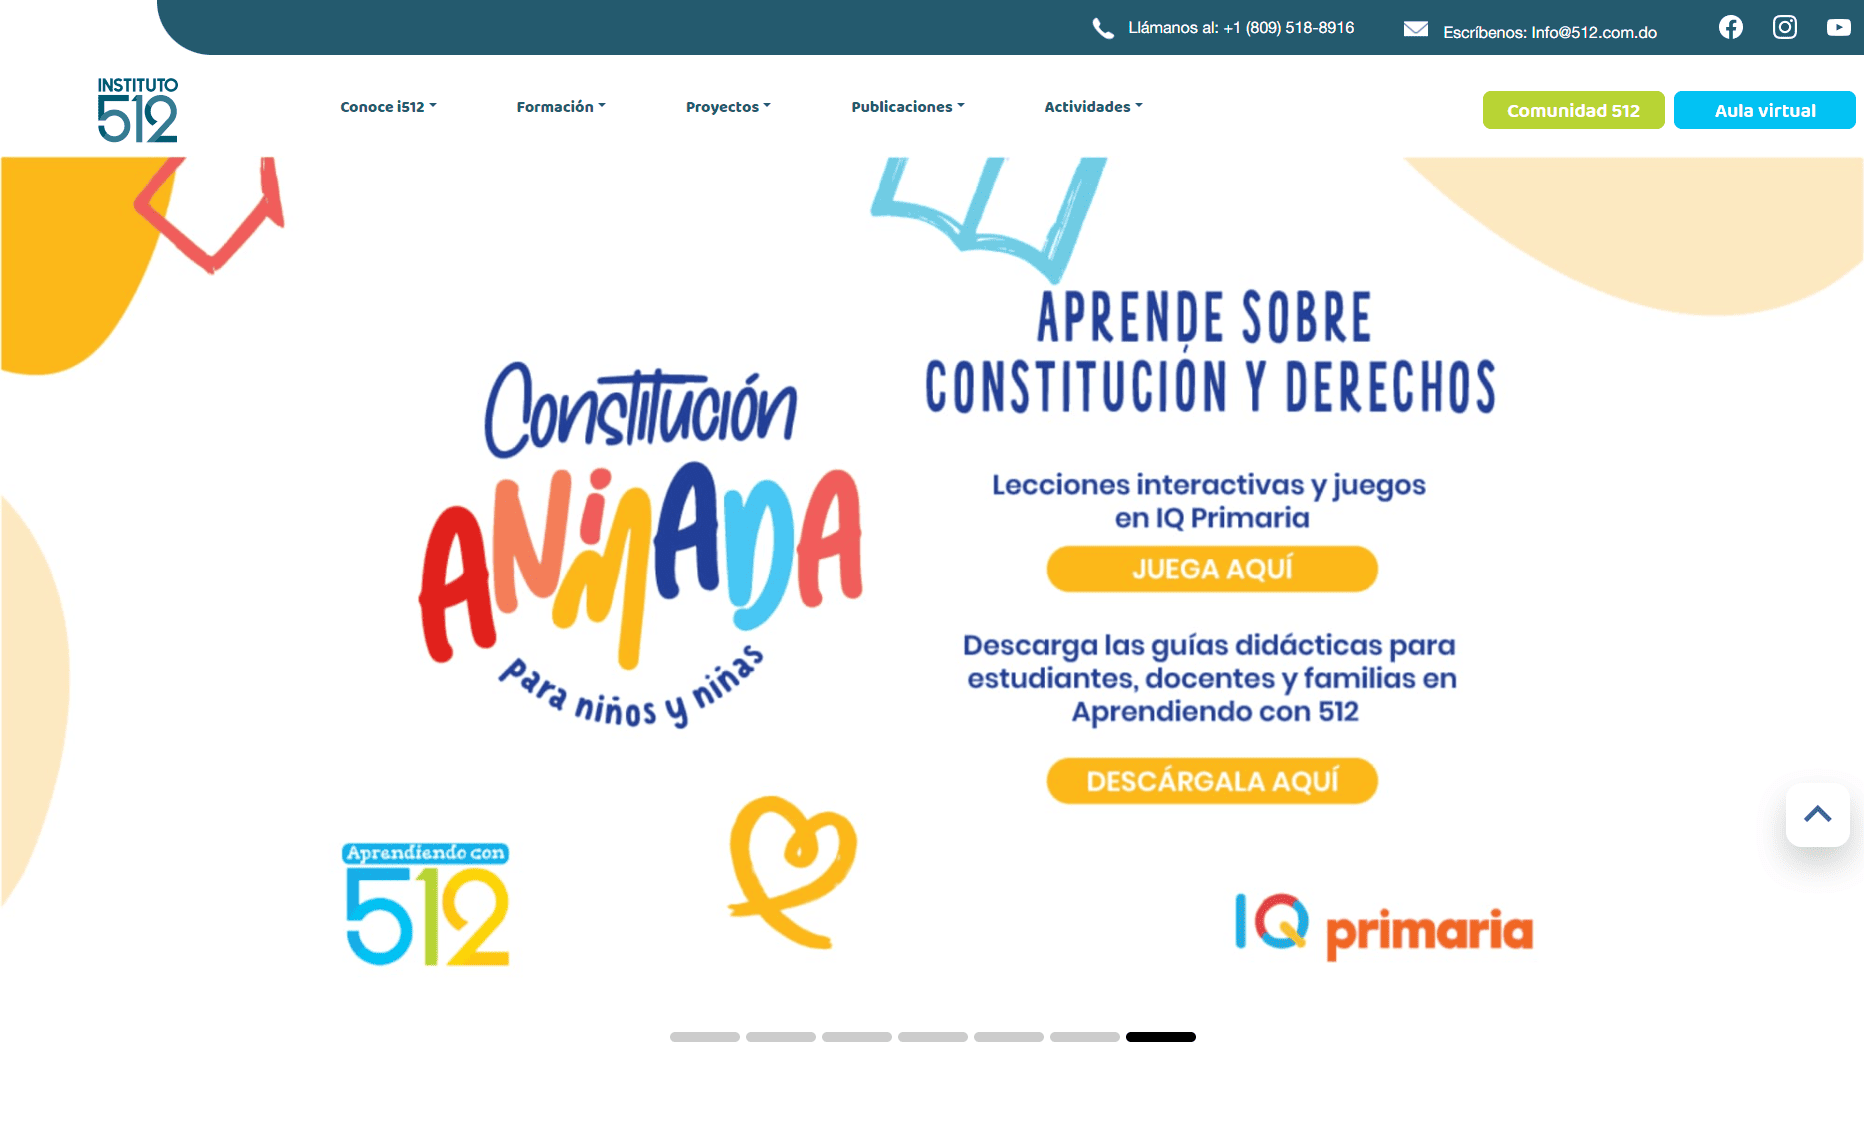 Llámanos al: +1 (809) 518-8916
Escríbenos: Info@512.com.do
INSTITUTO
512
Conoce i512
Formación
Proyectos
Publicaciones
Actividades
Comunidad 512
Aula virtual
APRENDE SOBRE
CONSTITUCIÓN Y DERECHOS
Constitución
ANiMADA
para niños y niñas
Lecciones interactivas y juegos
en IQ Primaria
JUEGA AQUÍ
Descarga las guías didácticas para
estudiantes, docentes y familias en
Aprendiendo con 512
DESCÁRGALA AQUÍ
Aprendiendo con
512
IQ primaria